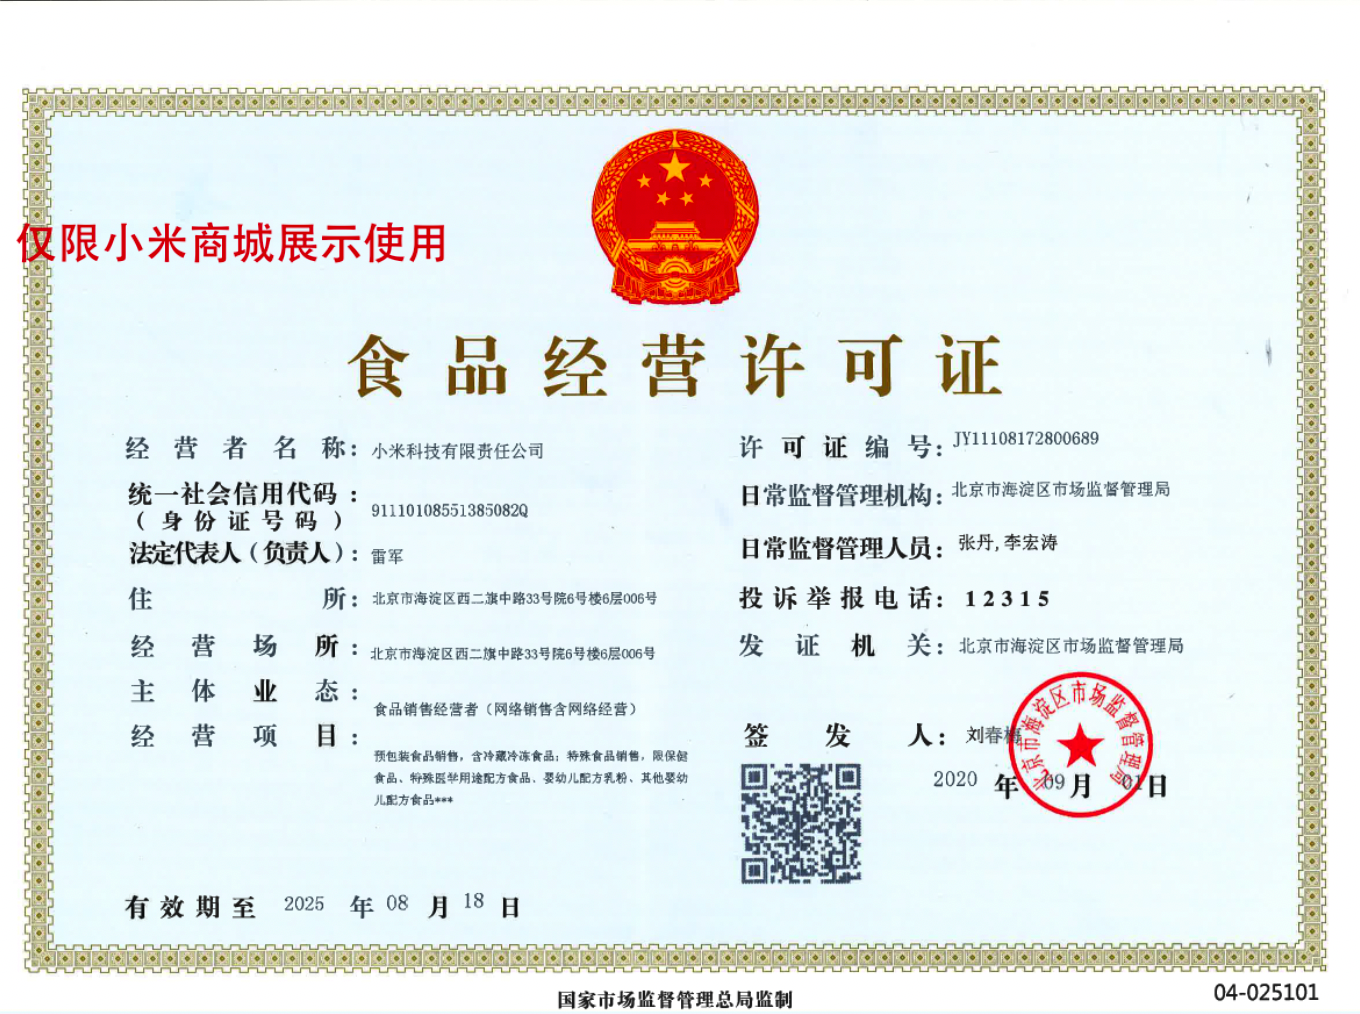 仅限小米商城展示使用
食品经营许可证
经营者名称：小米科技有限责任公司
统一社会信用代码：
（身份证号码） 91110108551385082Q
法定代表人（负责人）：雷军
住所：北京市海淀区西二旗中路33号院6号楼6层006号
经营场所：北京市海淀区西二旗中路33号院6号楼6层006号
主体业态：食品销售经营者（网络销售含网络经营）
经营项目：
预包装食品销售，含冷藏冷冻食品；特殊食品销售，限保健
食品、特殊医学用途配方食品、婴幼儿配方乳粉、其他婴幼
儿配方食品***
许可证编号：JY11108172800689
日常监督管理机构：北京市海淀区市场监督管理局
日常监督管理人员：张丹,李宏涛
投诉举报电话：12315
发证机关：北京市海淀区市场监督管理局
签发人：刘春梅
北京市海淀区市场监督管理局
2020 年 09 月 01 日
有效期至 2025 年 08 月 18 日
国家市场监督管理总局监制
04-025101